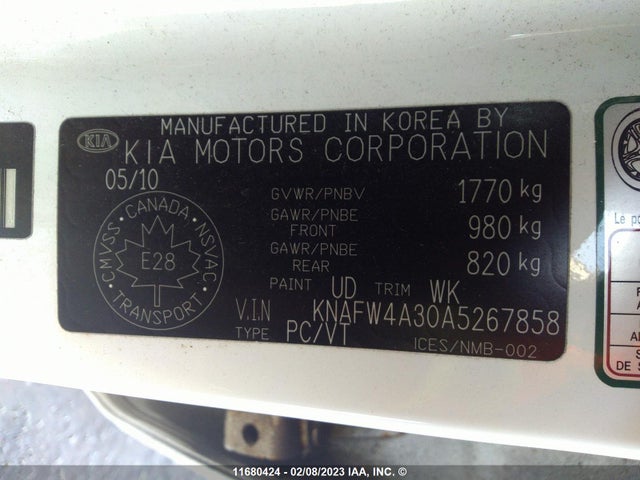 MANUFACTURED IN KOREA BY
KIA KIA MOTORS CORPORATION
05/10
GVWR/PNBV 1770 kg
GAWR/PNBE FRONT 980 kg
GAWR/PNBE REAR 820 kg
CANADA
CMVSS NSVAC
E28
TRANSPORT
PAINT UD TRIM WK
V.I.N KNAFW4A30A5267858
TYPE PC/VT
ICES/NMB-002
Le
DE
11680424 - 02/08/2023 IAA, Inc. ©